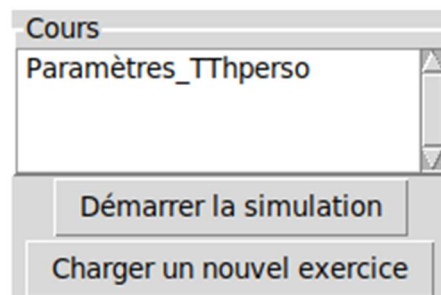 Cours
Paramètres_TThperso
Démarrer la simulation
Charger un nouvel exercice